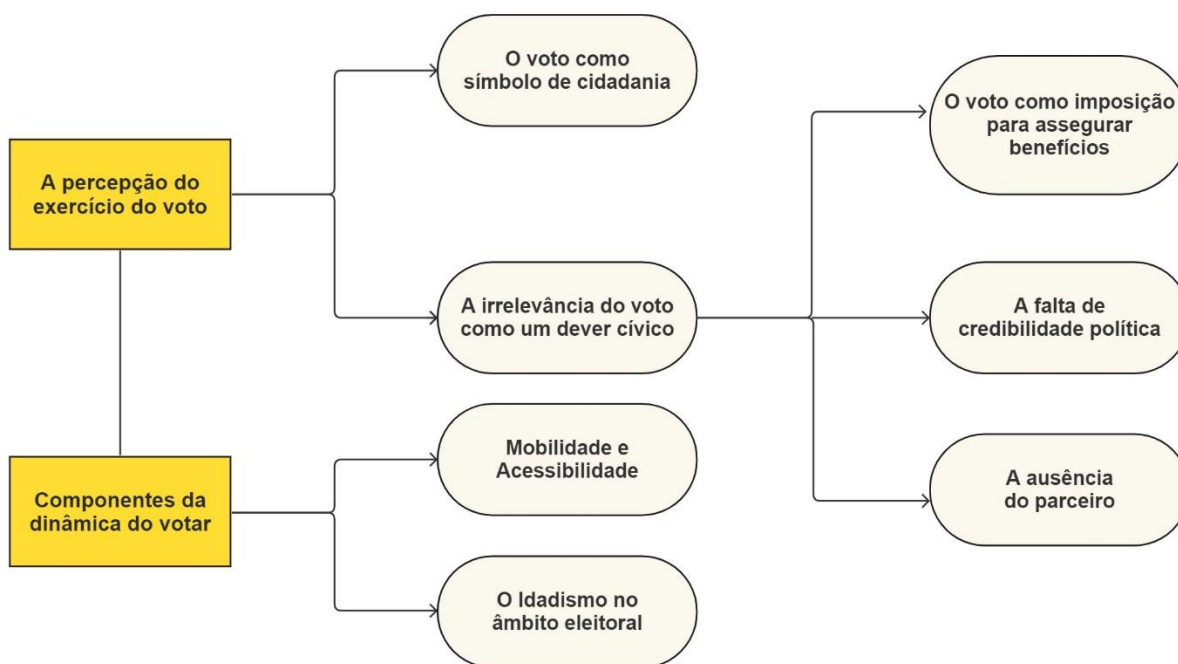 A percepção do
exercício do voto
O voto como
símbolo de cidadania
A irrelevância do voto
como um dever cívico
O voto como imposição
para assegurar
benefícios
A falta de
credibilidade política
A ausência
do parceiro
Componentes da
dinâmica do votar
Mobilidade e
Acessibilidade
O Idadismo no
âmbito eleitoral